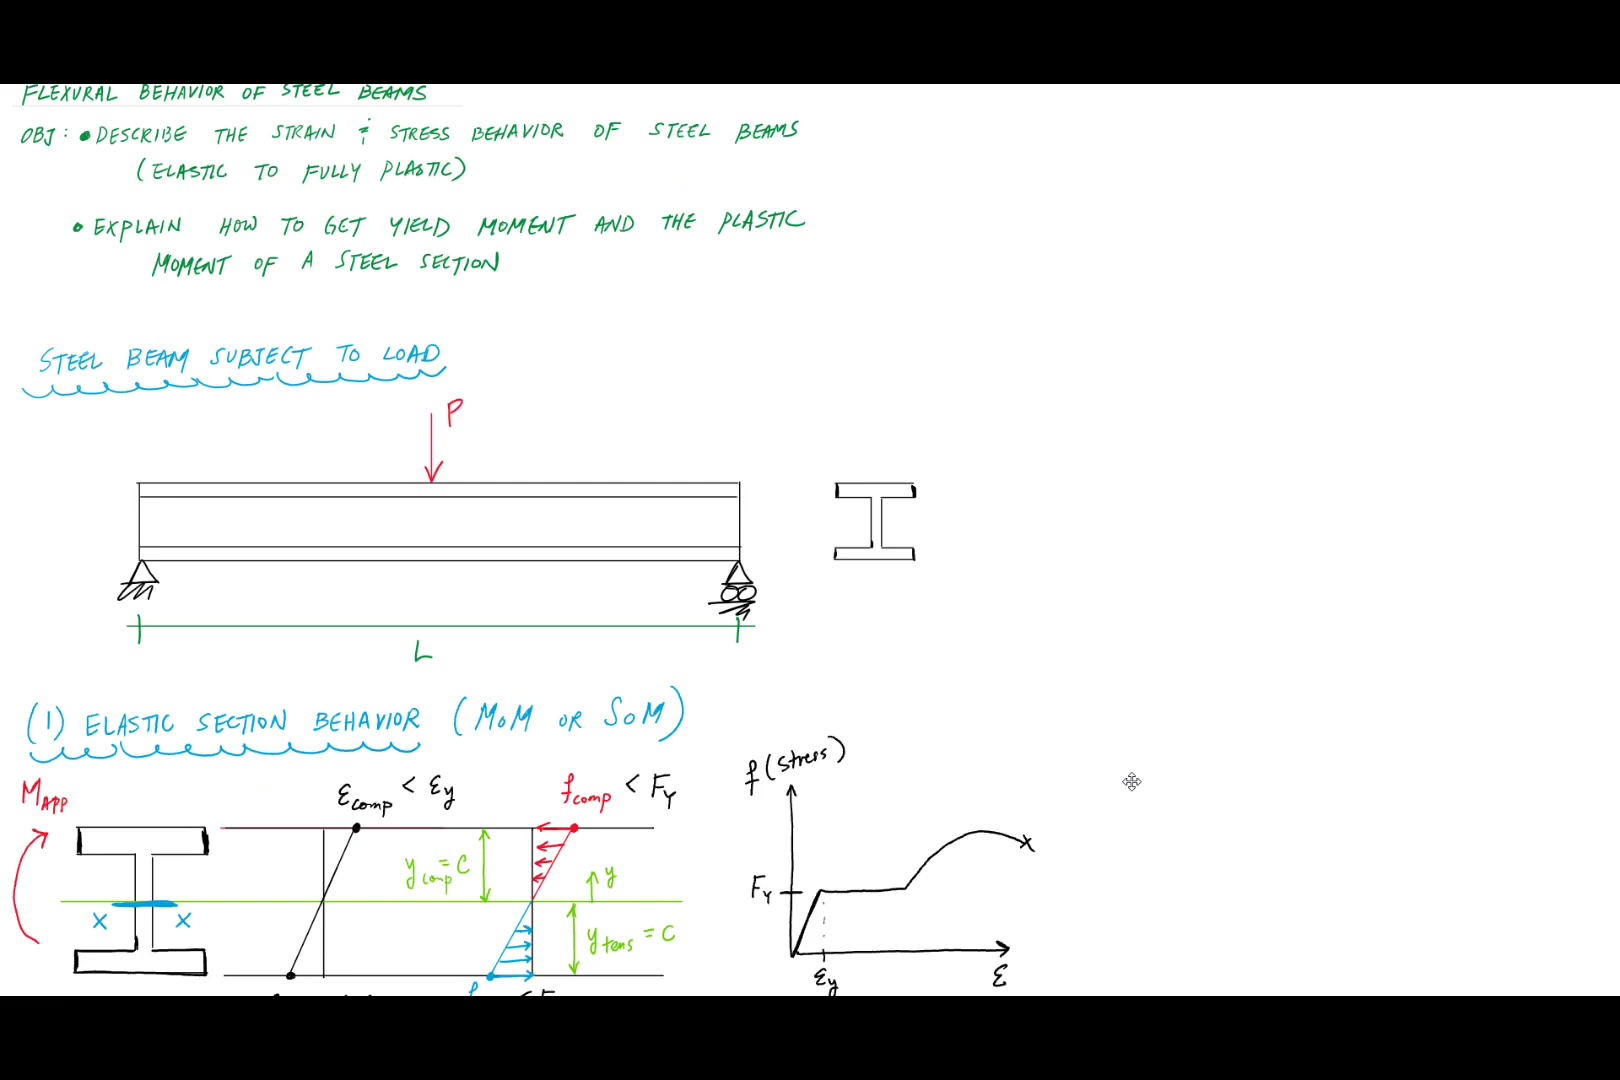 FLEXURAL BEHAVIOR OF STEEL BEAMS
OBJ: • DESCRIBE THE STRAIN & STRESS BEHAVIOR OF STEEL BEAMS
(ELASTIC TO FULLY PLASTIC)
• EXPLAIN HOW TO GET YIELD MOMENT AND THE PLASTIC
MOMENT OF A STEEL SECTION
STEEL BEAM SUBJECT TO LOAD
P
L
(1) ELASTIC SECTION BEHAVIOR (MOM OR SOM)
M_APP
ε_comp < ε_y
f_comp < F_Y
y_comp = C
y
x x
y_tens = C
f (stress)
F_Y
ε_y
ε